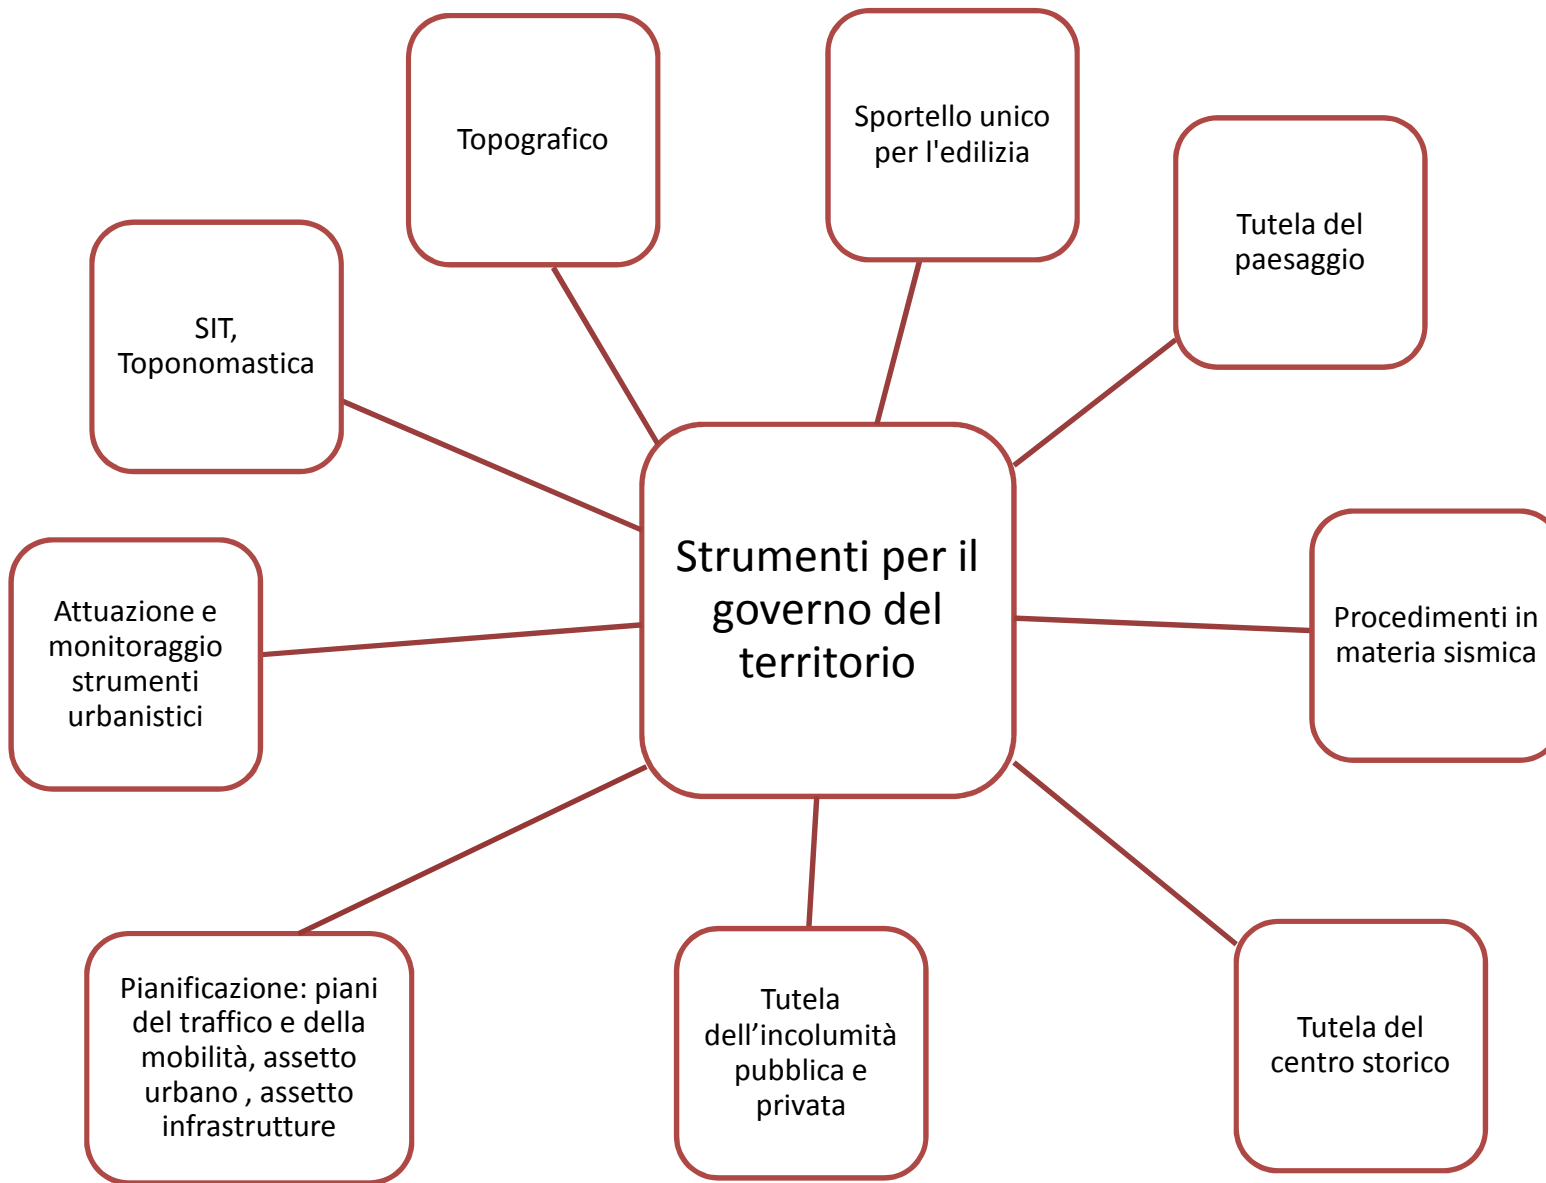 Topografico
Sportello unico
per l'edilizia
Tutela del
paesaggio
SIT,
Toponomastica
Strumenti per il
governo del
territorio
Attuazione e
monitoraggio
strumenti
urbanistici
Procedimenti in
materia sismica
Pianificazione: piani
del traffico e della
mobilità, assetto
urbano , assetto
infrastrutture
Tutela
dell’incolumità
pubblica e
privata
Tutela del
centro storico